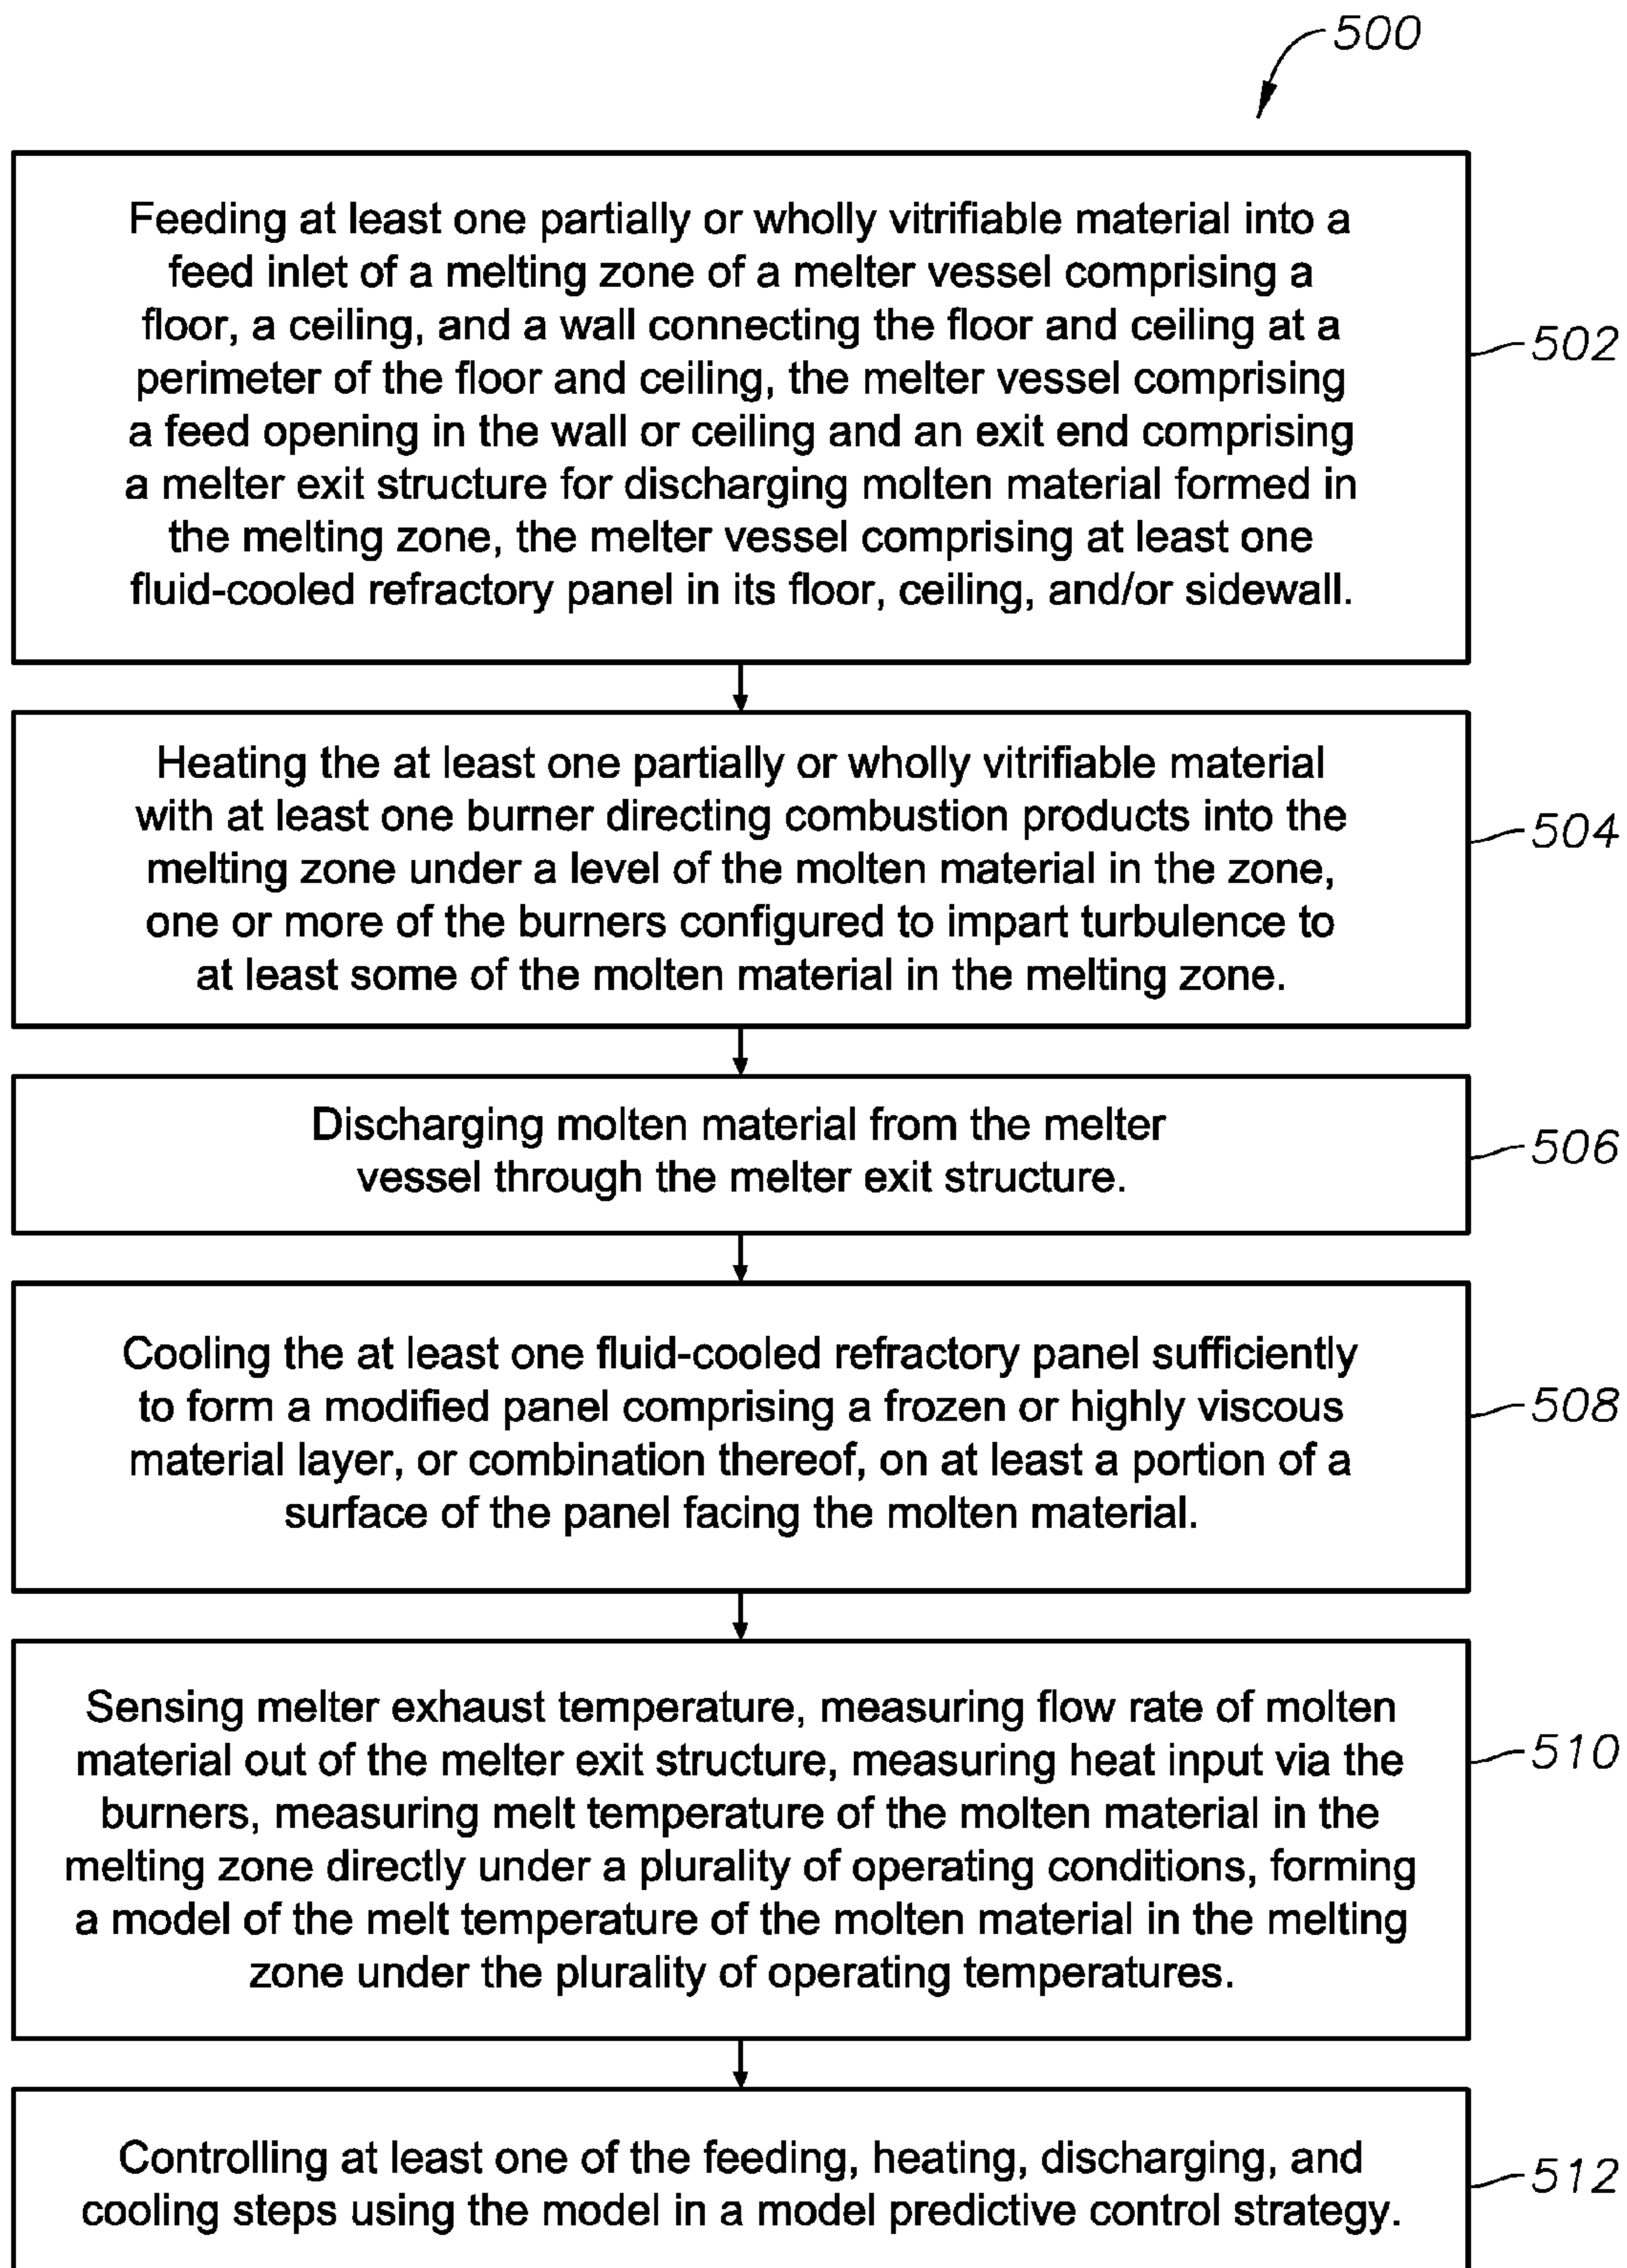 500
Feeding at least one partially or wholly vitrifiable material into a
feed inlet of a melting zone of a melter vessel comprising a
floor, a ceiling, and a wall connecting the floor and ceiling at a
perimeter of the floor and ceiling, the melter vessel comprising
a feed opening in the wall or ceiling and an exit end comprising
a melter exit structure for discharging molten material formed in
the melting zone, the melter vessel comprising at least one
fluid-cooled refractory panel in its floor, ceiling, and/or sidewall.
502
Heating the at least one partially or wholly vitrifiable material
with at least one burner directing combustion products into the
melting zone under a level of the molten material in the zone,
one or more of the burners configured to impart turbulence to
at least some of the molten material in the melting zone.
504
Discharging molten material from the melter
vessel through the melter exit structure.
506
Cooling the at least one fluid-cooled refractory panel sufficiently
to form a modified panel comprising a frozen or highly viscous
material layer, or combination thereof, on at least a portion of a
surface of the panel facing the molten material.
508
Sensing melter exhaust temperature, measuring flow rate of molten
material out of the melter exit structure, measuring heat input via the
burners, measuring melt temperature of the molten material in the
melting zone directly under a plurality of operating conditions, forming
a model of the melt temperature of the molten material in the melting
zone under the plurality of operating temperatures.
510
Controlling at least one of the feeding, heating, discharging, and
cooling steps using the model in a model predictive control strategy.
512